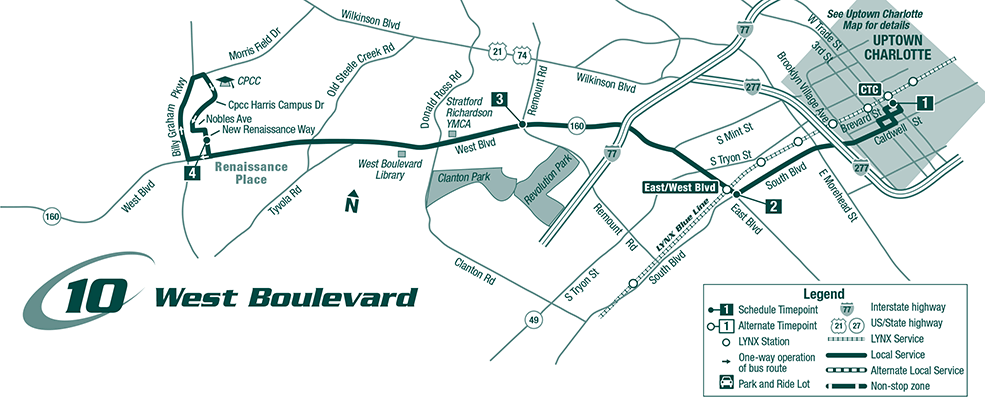 See Uptown Charlotte
Map for details
UPTOWN
CHARLOTTE
W Trade St
3rd St
Brooklyn Village Ave
CTC
1
Brevard St
Caldwell St
77
Wilkinson Blvd
21
74
Wilkinson Blvd
277
Morris Field Dr
Old Steele Creek Rd
Donald Ross Rd
Remount Rd
Billy Graham Pkwy
CPCC
Cpcc Harris Campus Dr
Nobles Ave
New Renaissance Way
4
Renaissance
Place
Stratford
Richardson
YMCA
3
160
West Blvd
West Boulevard
Library
77
S Mint St
S Tryon St
277
East/West Blvd
2
South Blvd
E Morehead St
East Blvd
West Blvd
160
Tyvola Rd
N
Clanton Park
Revolution Park
Remount Rd
LYNX Blue Line
Clanton Rd
S Tryon St
South Blvd
49
10 West Boulevard
Legend
1 Schedule Timepoint
1 Alternate Timepoint
LYNX Station
One-way operation
of bus route
Park and Ride Lot
77 Interstate highway
21 27 US/State highway
LYNX Service
Local Service
Alternate Local Service
Non-stop zone